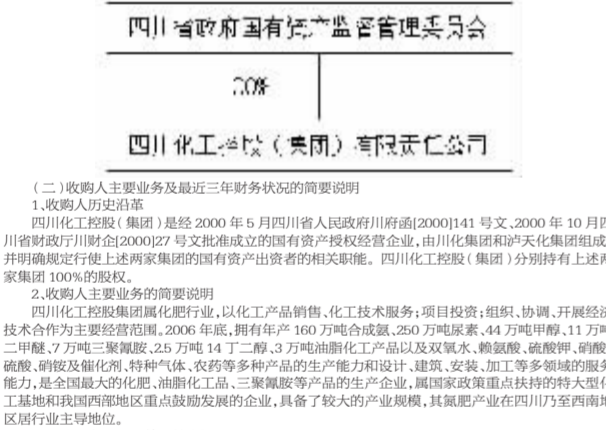 四川省政府国有资产监督管理委员会
四川化工控股（集团）有限责任公司
（二）收购人主要业务及最近三年财务状况的简要说明
1、收购人历史沿革
四川化工控股（集团）是经 2000 年 5 月四川省人民政府川府函[2000]141 号文、2000 年 10 月四
川省财政厅川财企[2000]27 号文批准成立的国有资产授权经营企业，由川化集团和泸天化集团组成，
并明确规定行使上述两家集团的国有资产出资者的相关职能。四川化工控股（集团）分别持有上述两
家集团 100%的股权。
2、收购人主要业务的简要说明
四川化工控股集团属化肥行业，以化工产品销售、化工技术服务；项目投资；组织、协调、开展经济
技术合作为主要经营范围。2006 年底，拥有年产 160 万吨合成氨、250 万吨尿素、44 万吨甲醇、11 万吨
二甲醚、7 万吨三聚氰胺、2.5 万吨 14 丁二醇、3 万吨油脂化工产品以及双氧水、赖氨酸、硫酸钾、硝酸、
硫酸、硝铵及催化剂、特种气体、农药等多种产品的生产能力和设计、建筑、安装、加工等多领域的服务
能力，是全国最大的化肥、油脂化工品、三聚氰胺等产品的生产企业，属国家政策重点扶持的特大型化
工基地和我国西部地区重点鼓励发展的企业，具备了较大的产业规模，其氮肥产业在四川乃至西南地
区居行业主导地位。